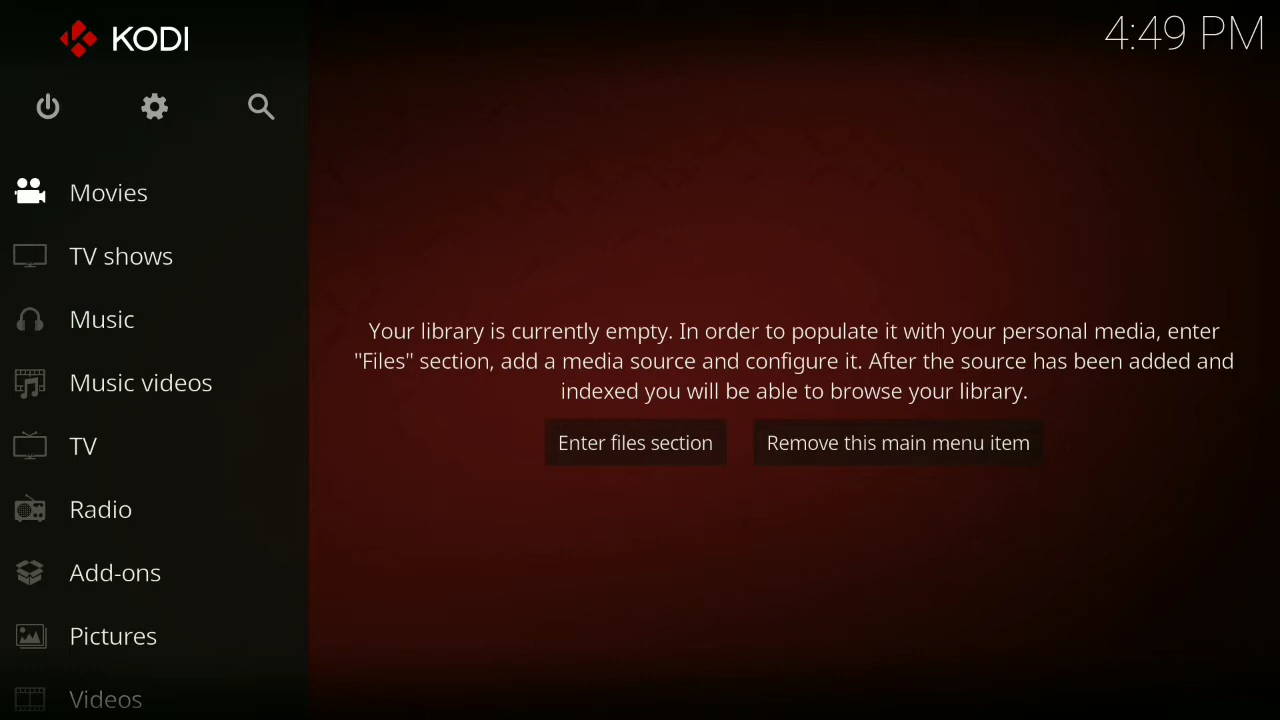 KODI
4:49 PM
Movies
TV shows
Music
Music videos
TV
Radio
Add-ons
Pictures
Videos
Your library is currently empty. In order to populate it with your personal media, enter
"Files" section, add a media source and configure it. After the source has been added and
indexed you will be able to browse your library.
Enter files section
Remove this main menu item